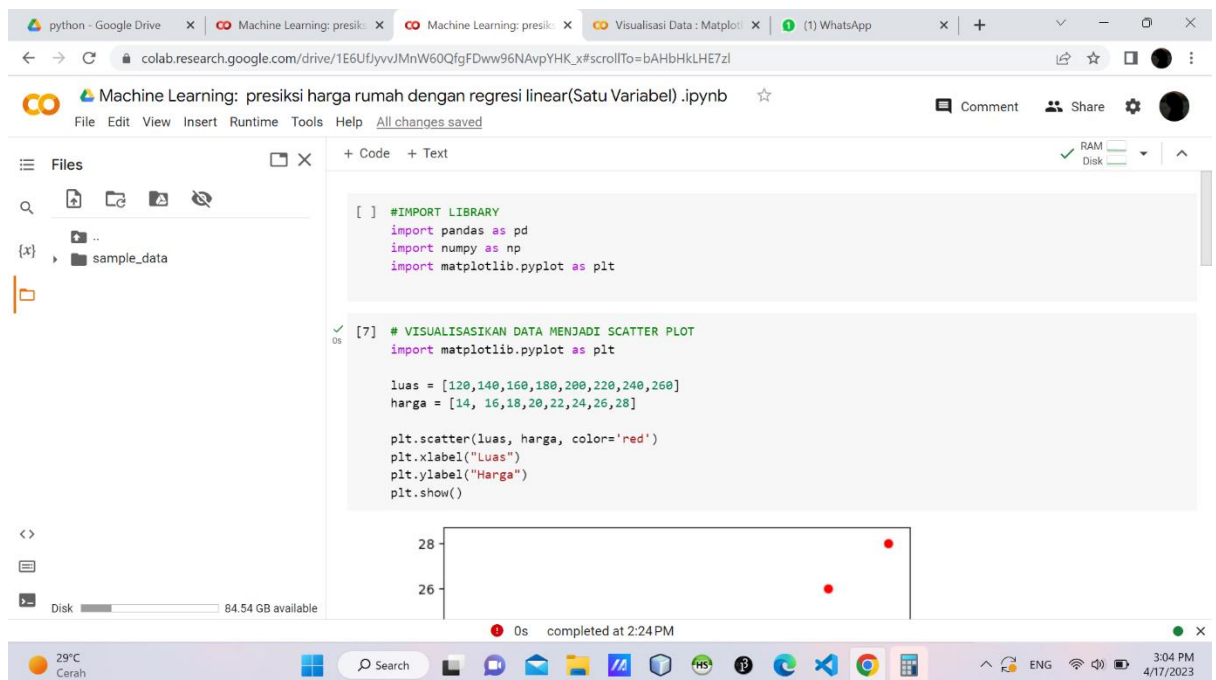 python - Google Drive
Machine Learning: presiks
Machine Learning: presiks
Visualisasi Data : Matplotl
(1) WhatsApp
colab.research.google.com/drive/1E6UfJyvvJMnW60QfgFDww96NAvpYHK_x#scrollTo=bAHbHkLHE7zl
Machine Learning: presiksi harga rumah dengan regresi linear(Satu Variabel) .ipynb
Comment
Share
File Edit View Insert Runtime Tools Help All changes saved
Files
+ Code + Text
RAM
Disk
..
sample_data
{x}
[ ] #IMPORT LIBRARY
import pandas as pd
import numpy as np
import matplotlib.pyplot as plt
[7] # VISUALISASIKAN DATA MENJADI SCATTER PLOT
0s
import matplotlib.pyplot as plt
luas = [120,140,160,180,200,220,240,260]
harga = [14, 16,18,20,22,24,26,28]
plt.scatter(luas, harga, color='red')
plt.xlabel("Luas")
plt.ylabel("Harga")
plt.show()
28
26
Disk 84.54 GB available
0s completed at 2:24 PM
29°C
Cerah
Search
HS
ENG
3:04 PM
4/17/2023